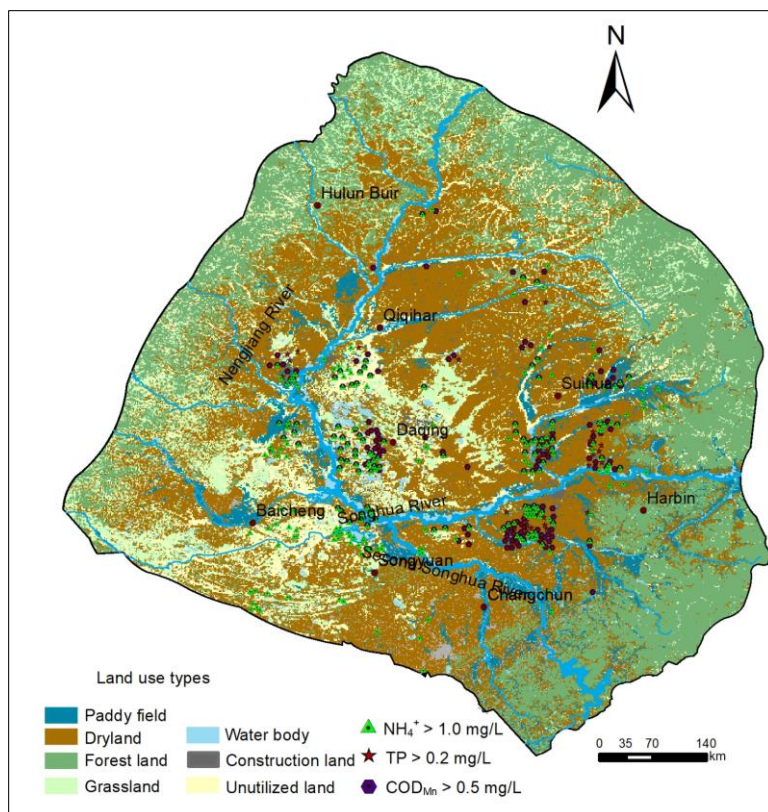 N
Hulun Buir
Nengjiang River
Qiqihar
Suihua
Daqing
Harbin
Baicheng
Songhua River
Songyuan
Songhua River
Changchun
Land use types
Paddy field
Dryland
Forest land
Grassland
Water body
Construction land
Unutilized land
NH₄⁺ > 1.0 mg/L
TP > 0.2 mg/L
COD_Mn > 0.5 mg/L
0 35 70 140
km